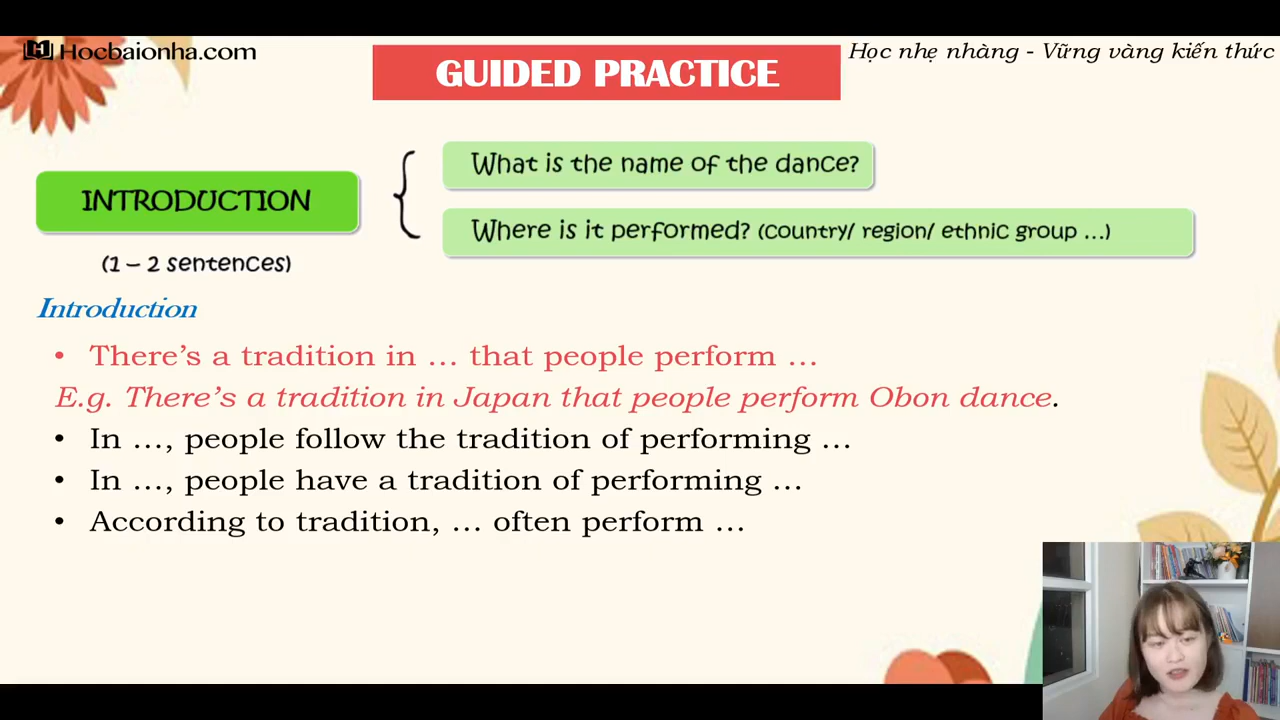 Hocbaionha.com
Học nhẹ nhàng - Vững vàng kiến thức
GUIDED PRACTICE
INTRODUCTION
(1 – 2 sentences)
What is the name of the dance?
Where is it performed? (country/ region/ ethnic group ...)
Introduction
• There's a tradition in … that people perform …
E.g. There's a tradition in Japan that people perform Obon dance.
• In …, people follow the tradition of performing …
• In …, people have a tradition of performing …
• According to tradition, … often perform …